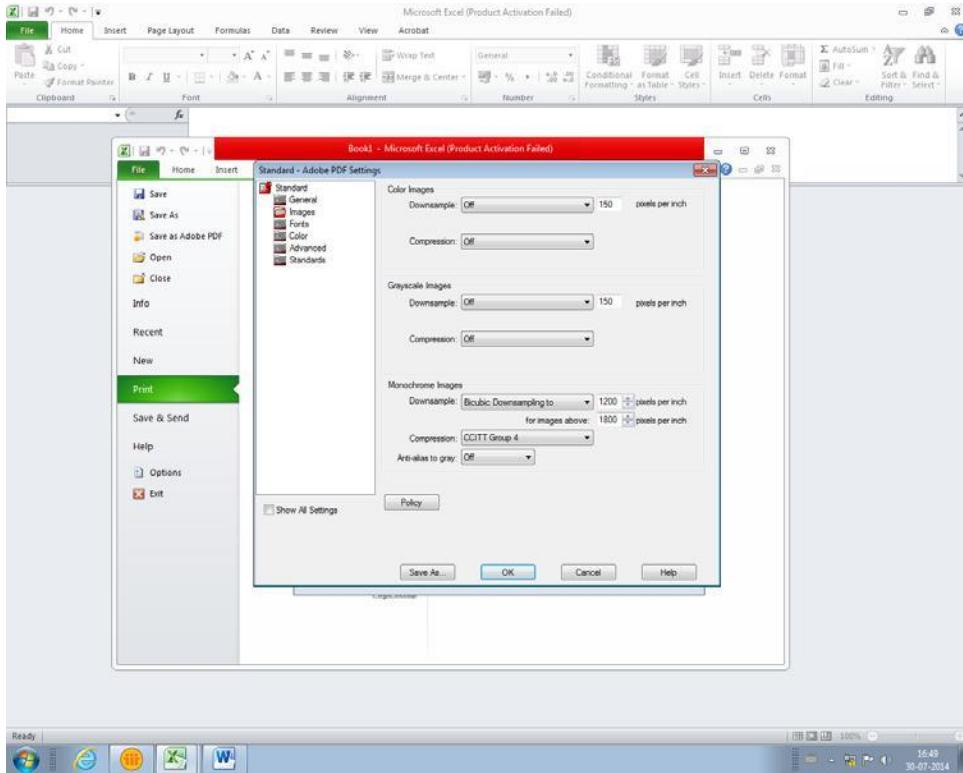 Microsoft Excel (Product Activation Failed)
File Home Insert Page Layout Formulas Data Review View Acrobat
Cut
Copy
Format Painter
Paste
Wrap Text
Merge & Center
General
Conditional Formatting
Format as Table
Cell Styles
Insert Delete Format
AutoSum
Fill
Clear
Sort & Filter
Find & Select
Clipboard Font Alignment Number Styles Cells Editing
fx
Book1 - Microsoft Excel (Product Activation Failed)
File Home Insert
Save
Save As
Save as Adobe PDF
Open
Close
Info
Recent
New
Print
Save & Send
Help
Options
Exit
Standard - Adobe PDF Settings
Standard
General
Images
Fonts
Color
Advanced
Standards
Show All Settings
Color Images
Downsample: Off 150 pixels per inch
Compression: Off
Grayscale Images
Downsample: Off 150 pixels per inch
Compression: Off
Monochrome Images
Downsample: Bicubic Downsampling to 1200 pixels per inch
for images above: 1800 pixels per inch
Compression: CCITT Group 4
Anti-alias to gray: Off
Policy
Save As... OK Cancel Help
Ready
100%
16:49
30-07-2014